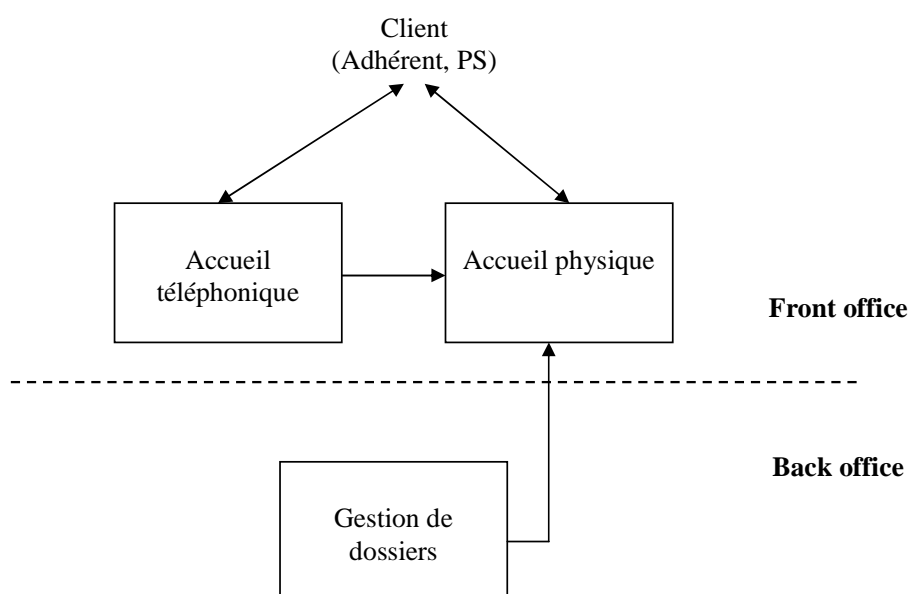 Client
(Adhérent, PS)
Accueil
téléphonique
Accueil physique
Front office
Back office
Gestion de
dossiers